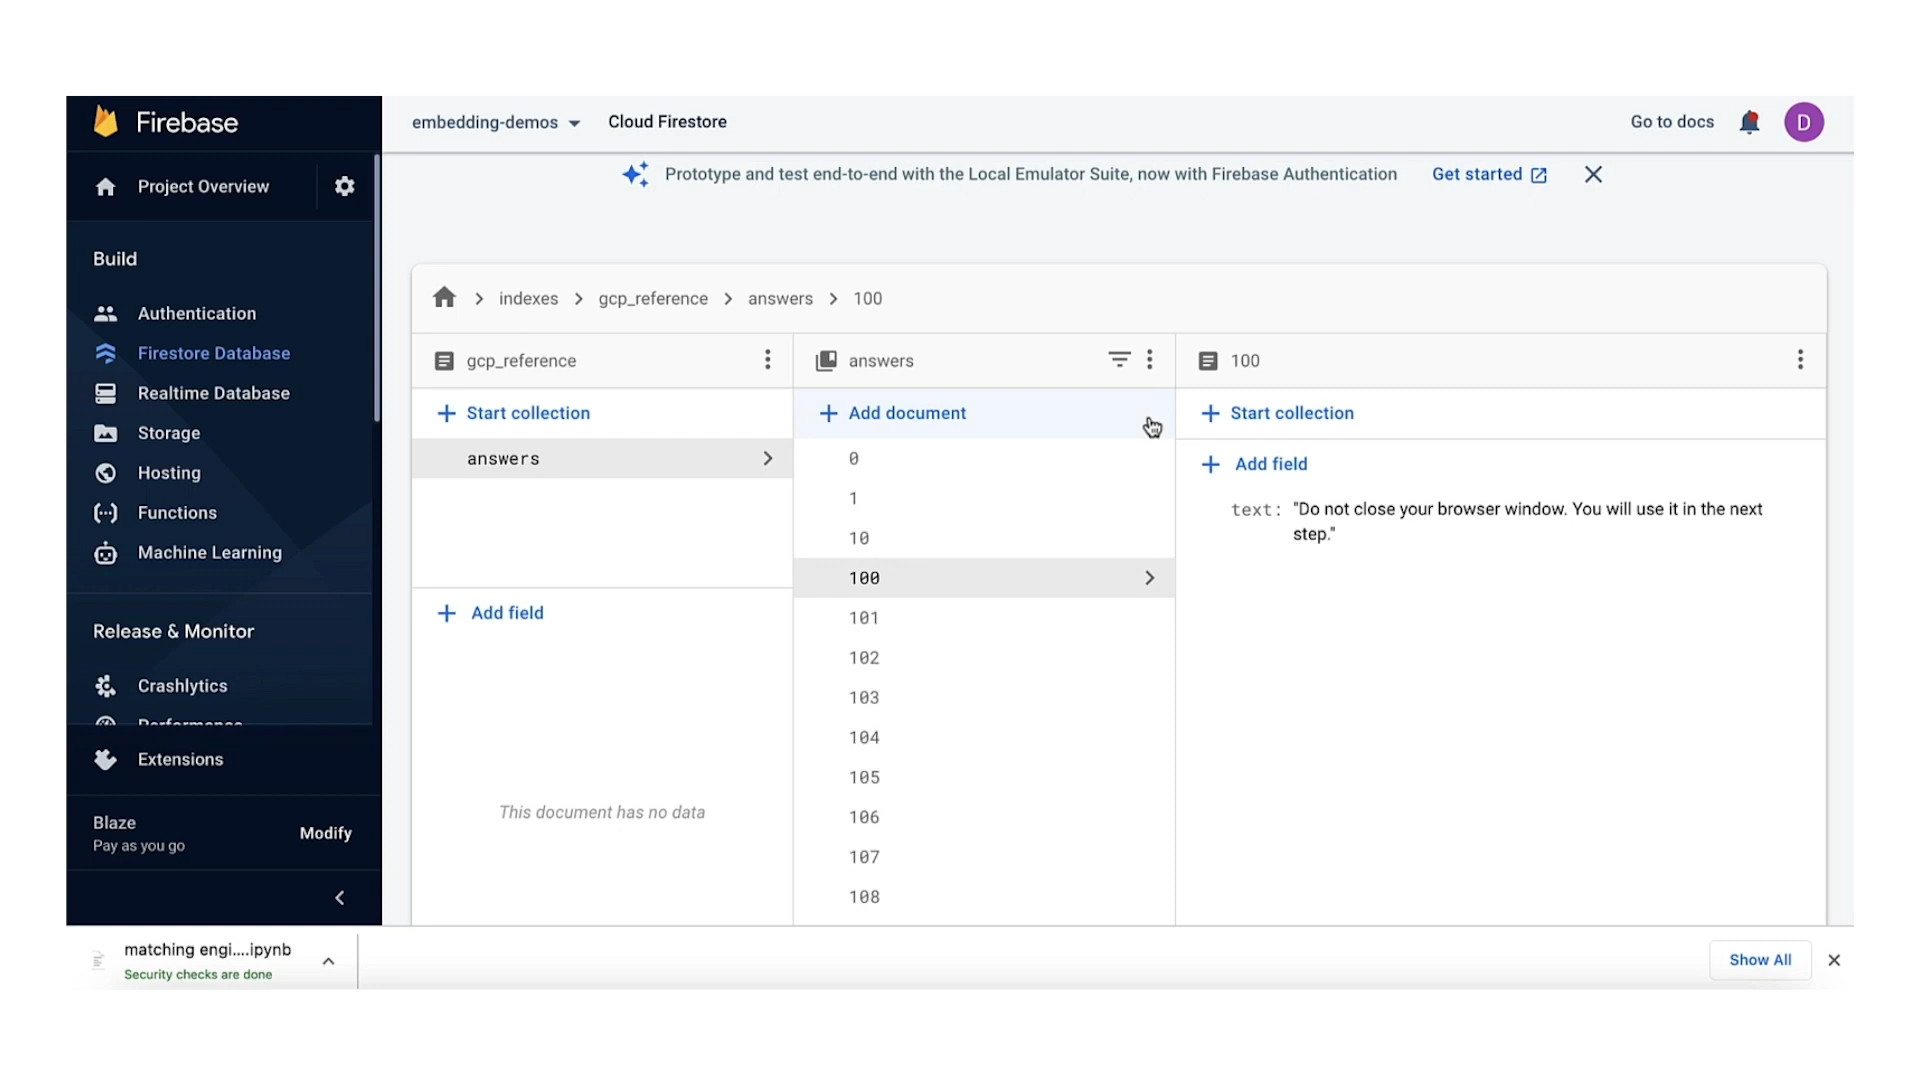 Firebase
embedding-demos
Cloud Firestore
Go to docs
D
Project Overview
Prototype and test end-to-end with the Local Emulator Suite, now with Firebase Authentication
Get started
Build
Authentication
Firestore Database
Realtime Database
Storage
Hosting
Functions
Machine Learning
Release & Monitor
Crashlytics
Performance
Extensions
Blaze
Pay as you go
Modify
indexes > gcp_reference > answers > 100
gcp_reference
Start collection
answers
Add field
This document has no data
answers
Add document
0
1
10
100
101
102
103
104
105
106
107
108
100
Start collection
Add field
text: "Do not close your browser window. You will use it in the next
step."
matching engi....ipynb
Security checks are done
Show All